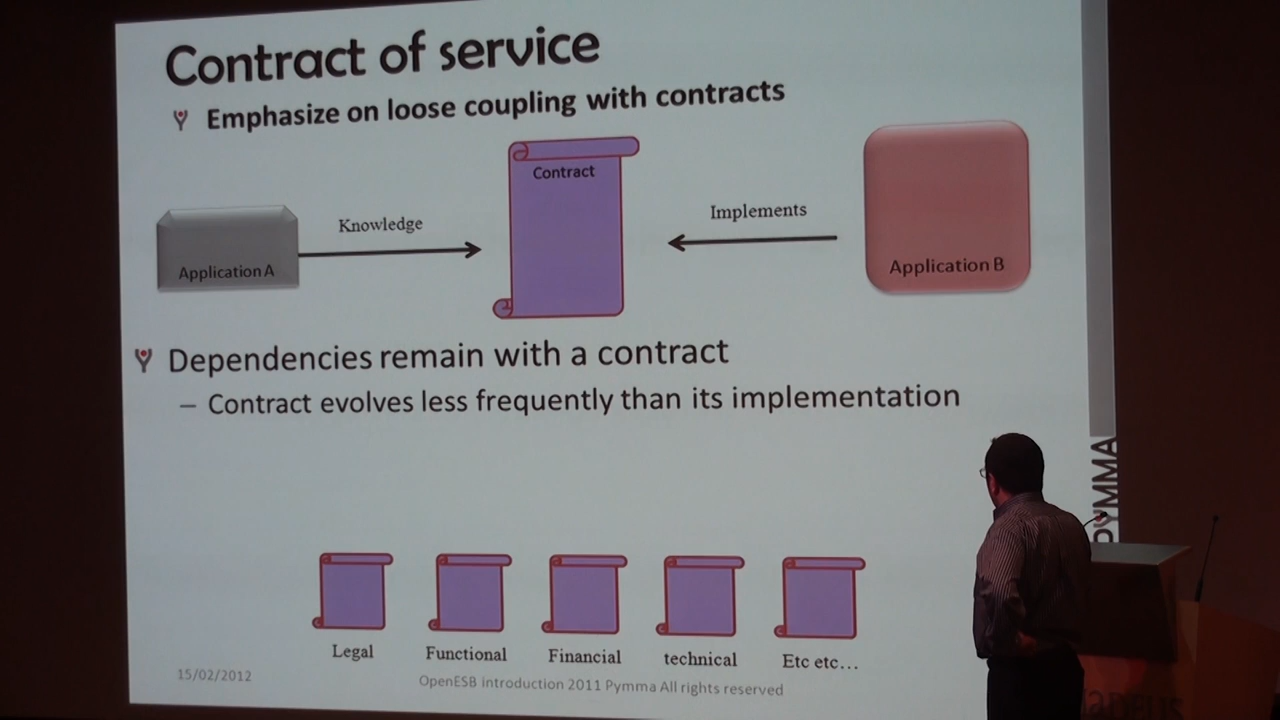 Contract of service
Emphasize on loose coupling with contracts
Contract
Knowledge
Implements
Application A
Application B
Dependencies remain with a contract
– Contract evolves less frequently than its implementation
PYMMA
Legal
Functional
Financial
technical
Etc etc...
15/02/2012
OpenESB introduction 2011 Pymma All rights reserved